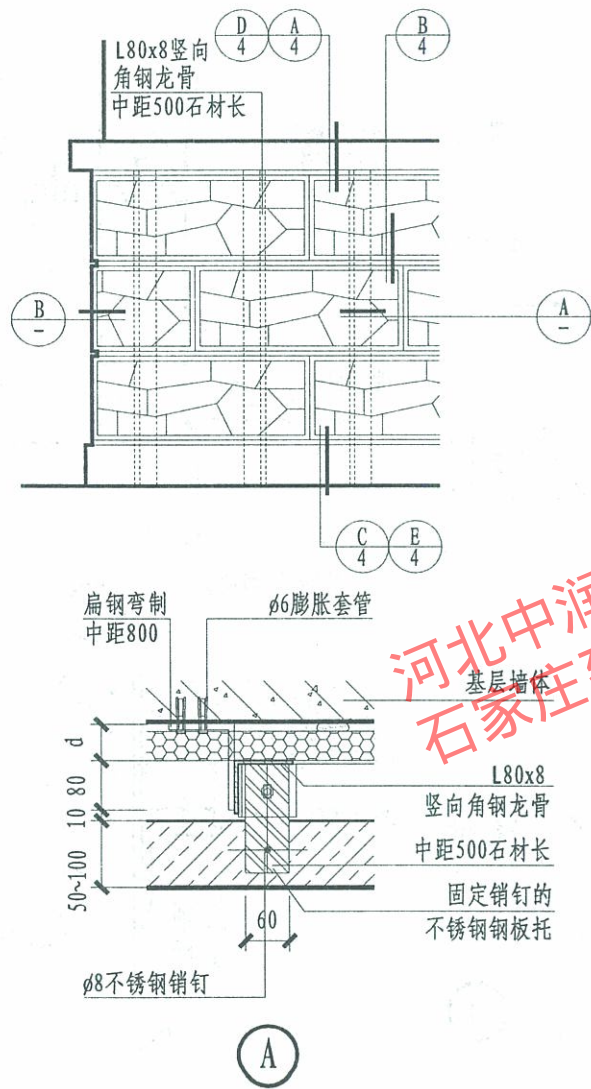 D
4
A
4
B
4
L80x8竖向
角钢龙骨
中距500石材长
B
-
A
-
C
4
E
4
扁钢弯制
中距800
ø6膨胀套管
基层墙体
河北中润
石家庄
d
80
10
50~100
L80x8
竖向角钢龙骨
中距500石材长
固定销钉的
不锈钢钢板托
60
ø8不锈钢销钉
A